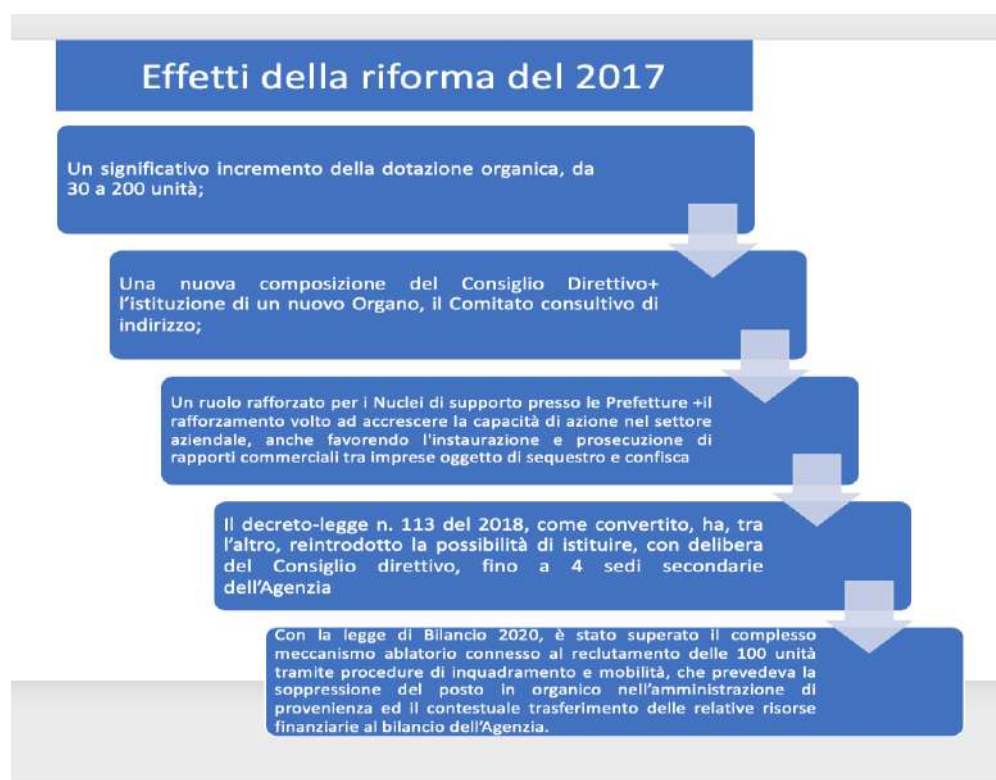 Effetti della riforma del 2017
Un significativo incremento della dotazione organica, da
30 a 200 unità;
Una nuova composizione del Consiglio Direttivo+
l'istituzione di un nuovo Organo, il Comitato consultivo di
indirizzo;
Un ruolo rafforzato per i Nuclei di supporto presso le Prefetture +il
rafforzamento volto ad accrescere la capacità di azione nel settore
aziendale, anche favorendo l'instaurazione e prosecuzione di
rapporti commerciali tra imprese oggetto di sequestro e confisca
Il decreto-legge n. 113 del 2018, come convertito, ha, tra
l'altro, reintrodotto la possibilità di istituire, con delibera
del Consiglio direttivo, fino a 4 sedi secondarie
dell'Agenzia
Con la legge di Bilancio 2020, è stato superato il complesso
meccanismo ablatorio connesso al reclutamento delle 100 unità
tramite procedure di inquadramento e mobilità, che prevedeva la
soppressione del posto in organico nell'amministrazione di
provenienza ed il contestuale trasferimento delle relative risorse
finanziarie al bilancio dell'Agenzia.